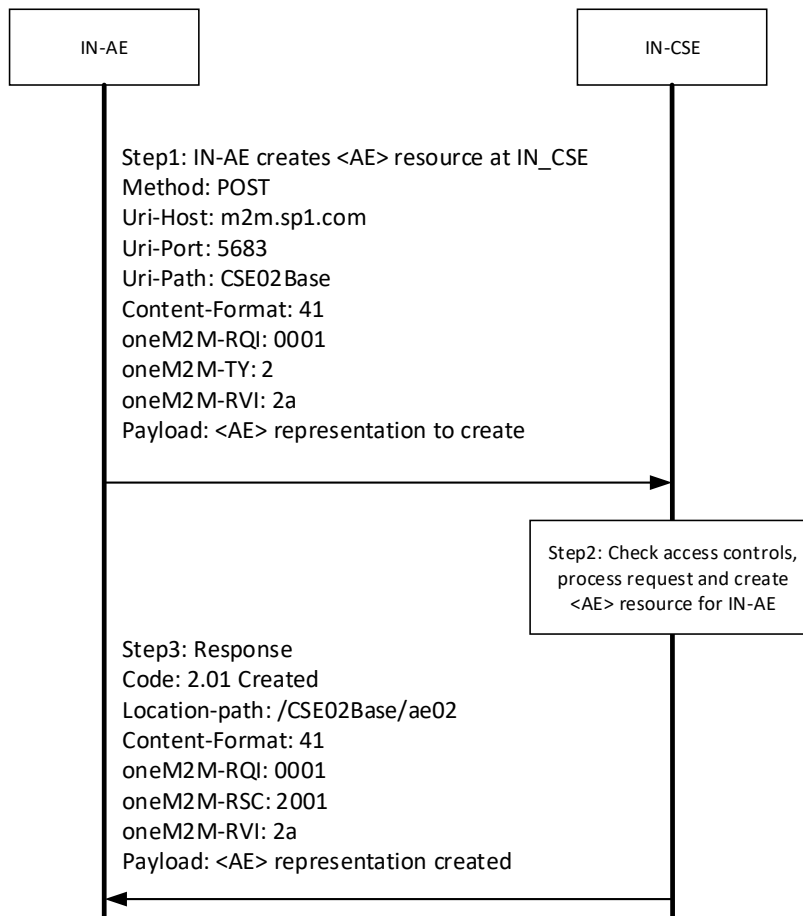 IN-AE
IN-CSE
Step1: IN-AE creates <AE> resource at IN_CSE
Method: POST
Uri-Host: m2m.sp1.com
Uri-Port: 5683
Uri-Path: CSE02Base
Content-Format: 41
oneM2M-RQI: 0001
oneM2M-TY: 2
oneM2M-RVI: 2a
Payload: <AE> representation to create
Step2: Check access controls,
process request and create
<AE> resource for IN-AE
Step3: Response
Code: 2.01 Created
Location-path: /CSE02Base/ae02
Content-Format: 41
oneM2M-RQI: 0001
oneM2M-RSC: 2001
oneM2M-RVI: 2a
Payload: <AE> representation created